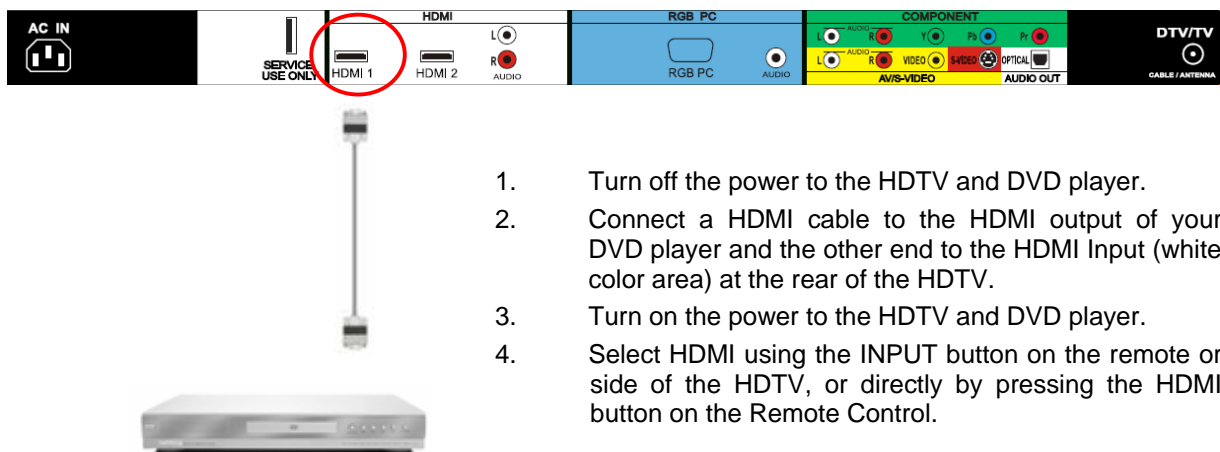 AC IN
SERVICE
USE ONLY
HDMI
HDMI 1
HDMI 2
L
R
AUDIO
RGB PC
RGB PC
AUDIO
COMPONENT
L AUDIO R Y Pb Pr
L AUDIO R VIDEO S-VIDEO OPTICAL
AV/S-VIDEO
AUDIO OUT
DTV/TV
CABLE / ANTENNA
1. Turn off the power to the HDTV and DVD player.
2. Connect a HDMI cable to the HDMI output of your
DVD player and the other end to the HDMI Input (white
color area) at the rear of the HDTV.
3. Turn on the power to the HDTV and DVD player.
4. Select HDMI using the INPUT button on the remote or
side of the HDTV, or directly by pressing the HDMI
button on the Remote Control.